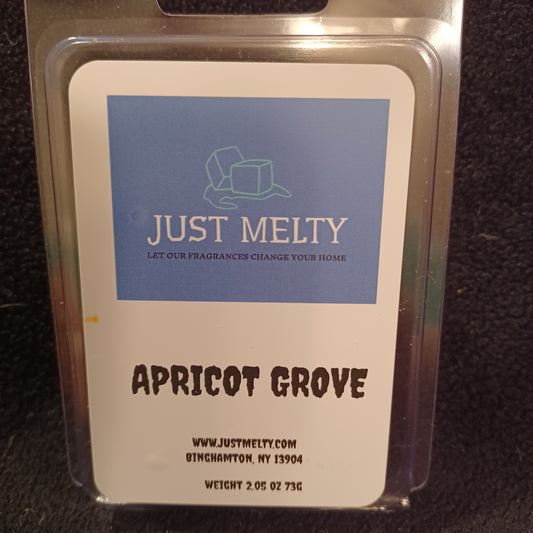 JUST MELTY
LET OUR FRAGRANCES CHANGE YOUR HOME
APRICOT GROVE
WWW.JUSTMELTY.COM
BINGHAMTON, NY 13904
WEIGHT 2.05 OZ 73G